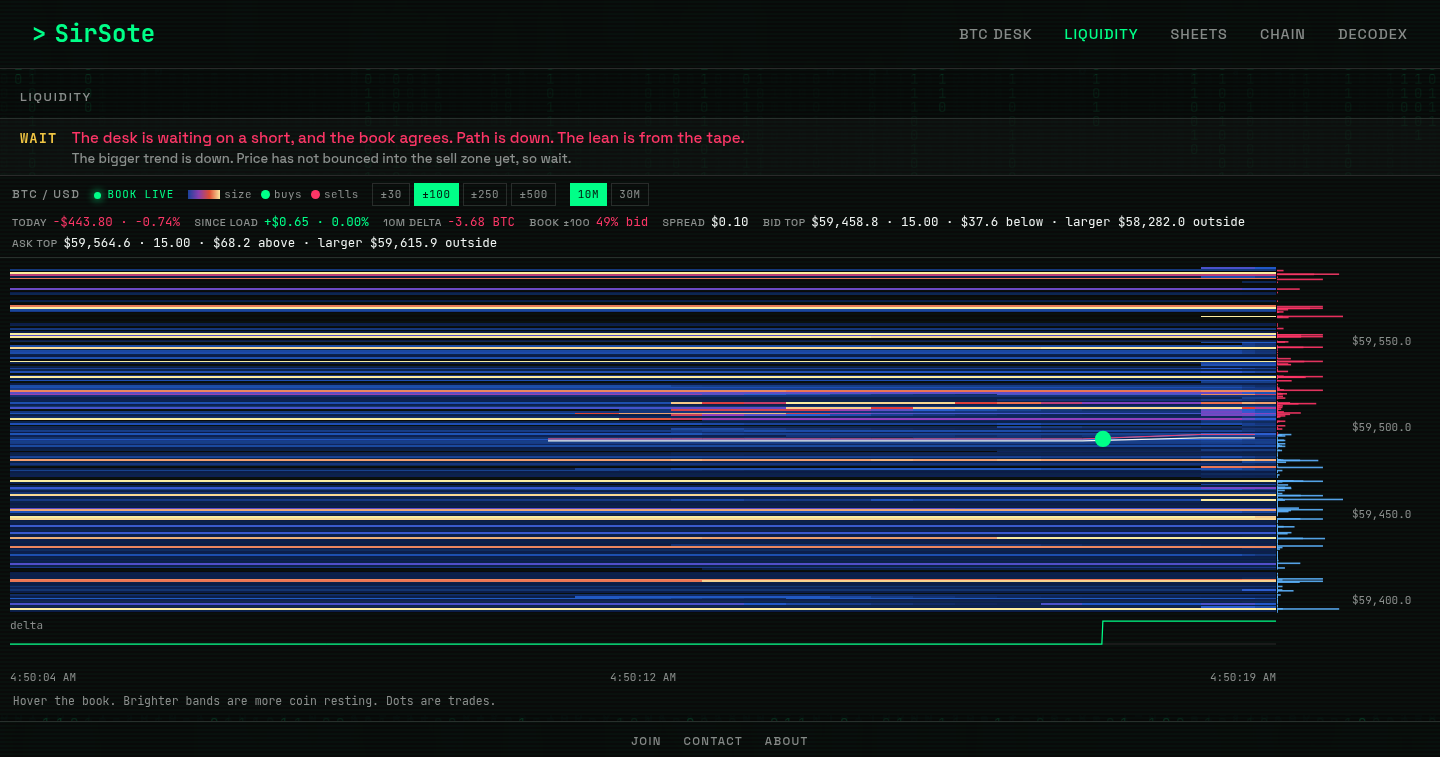 > SirSote
BTC DESK LIQUIDITY SHEETS CHAIN DECODEX
LIQUIDITY
WAIT The desk is waiting on a short, and the book agrees. Path is down. The lean is from the tape.
The bigger trend is down. Price has not bounced into the sell zone yet, so wait.
BTC / USD BOOK LIVE size buys sells ±30 ±100 ±250 ±500 10M 30M
TODAY -$443.80 · -0.74% SINCE LOAD +$0.65 · 0.00% 10M DELTA -3.68 BTC BOOK ±100 49% bid SPREAD $0.10 BID TOP $59,458.8 · 15.00 · $37.6 below · larger $58,282.0 outside
ASK TOP $59,564.6 · 15.00 · $68.2 above · larger $59,615.9 outside
$59,550.0
$59,500.0
$59,450.0
$59,400.0
delta
4:50:04 AM 4:50:12 AM 4:50:19 AM
Hover the book. Brighter bands are more coin resting. Dots are trades.
JOIN CONTACT ABOUT